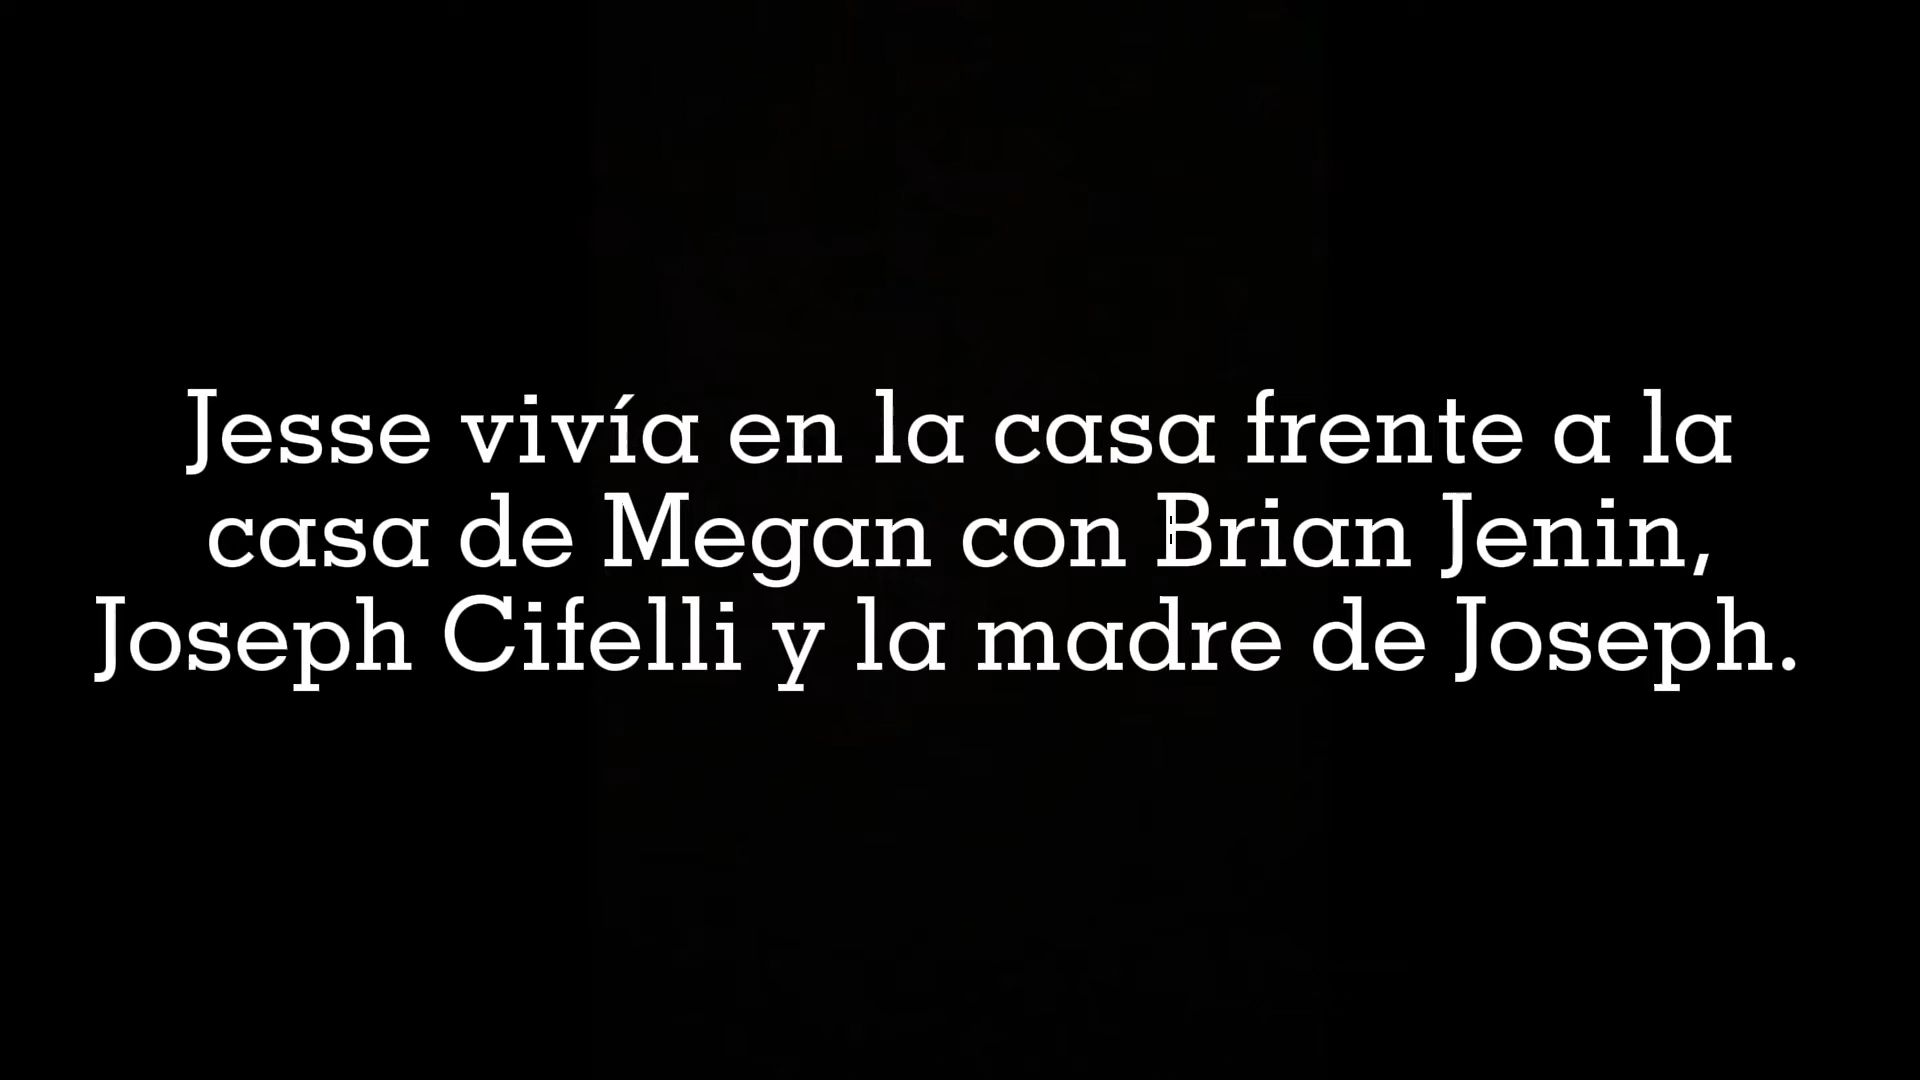 Jesse vivía en la casa frente a la
casa de Megan con Brian Jenin,
Joseph Cifelli y la madre de Joseph.